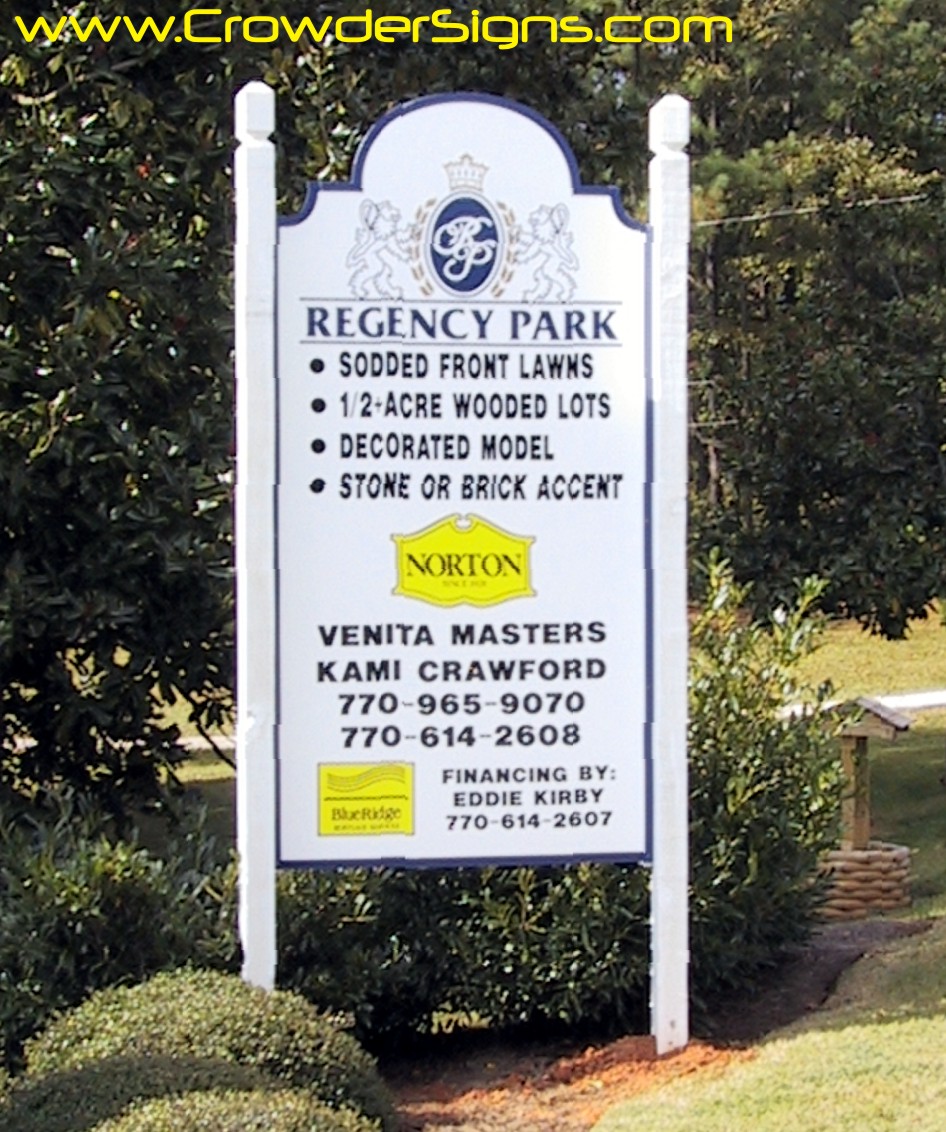 www.CrowderSigns.com
RP
REGENCY PARK
• SODDED FRONT LAWNS
• 1/2+ACRE WOODED LOTS
• DECORATED MODEL
• STONE OR BRICK ACCENT
NORTON
VENITA MASTERS
KAMI CRAWFORD
770-965-9070
770-614-2608
BlueRidge
FINANCING BY:
EDDIE KIRBY
770-614-2607